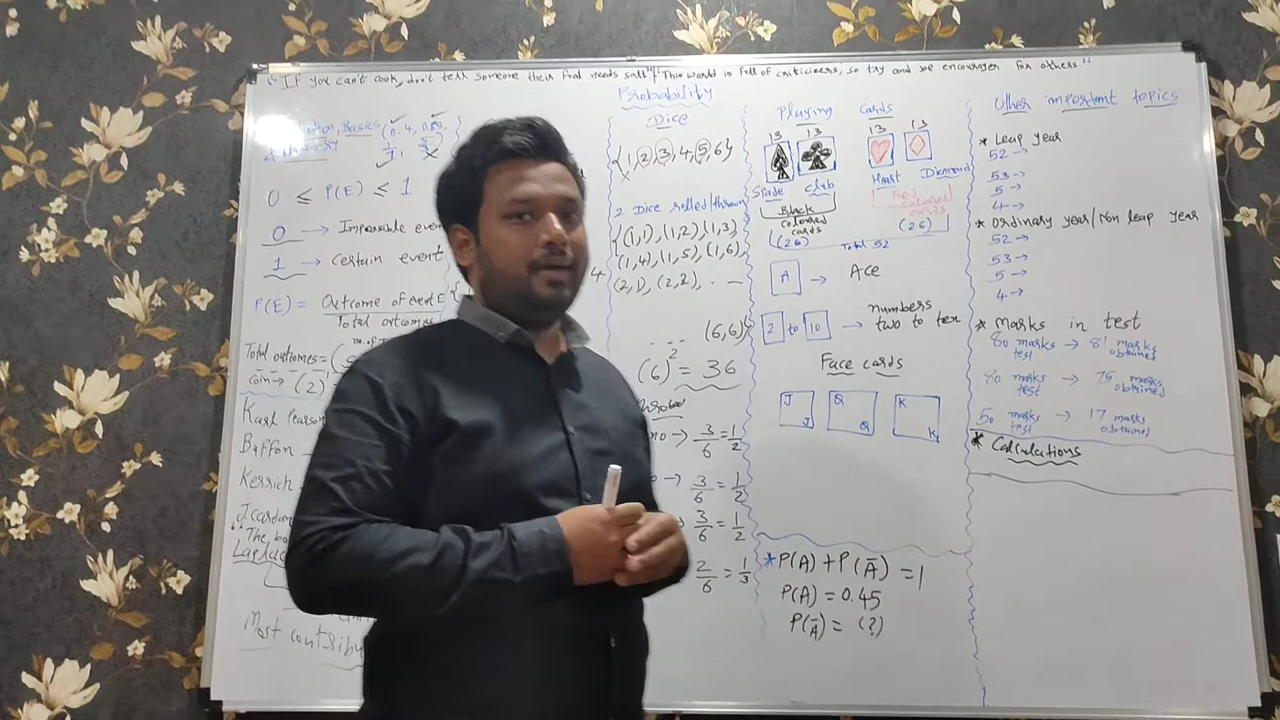 "If you can't cook, don't tell someone their food needs salt". This world is full of criticizers, so try and be encourager for others."
Probability
Basics
0 ≤ P(E) ≤ 1
0 → Impossible eve
1 → certain event
P(E) = Outcome of event E
Total outcomes
Total outcomes = (
coin → (2)
Karl Pearson
Buffon
Kerrich
J. Cardan
The bo
Laplace
Most contribu
Dice
{1, 2, 3, 4, 5, 6}
2 Dice rolled/thrown
{(1,1), (1,2), (1,3),
(1,4), (1,5), (1,6),
(2,1), (2,2), . —
. — —
(6,6)}
(6)² = 36
no → 3/6 = 1/2
→ 3/6 = 1/2
3/6 = 1/2
2/6 = 1/3
Playing Cards
13 13 13 13
Spade club Heart Diamond
Black coloured cards
Red coloured cards
(26) (26)
Total 52
A → Ace
2 to 10 → numbers two to ten
Face cards
J J Q Q K K
* P(A) + P(Ā) = 1
P(A) = 0.45
P(Ā) = (?)
Other important topics
* Leap year
52 →
53 →
5 →
4 →
* Ordinary year/Non leap year
52 →
53 →
5 →
4 →
* Marks in test
80 marks test → 81 marks obtained
80 marks test → 75 marks obtained
50 marks test → 17 marks obtained
* Calculations